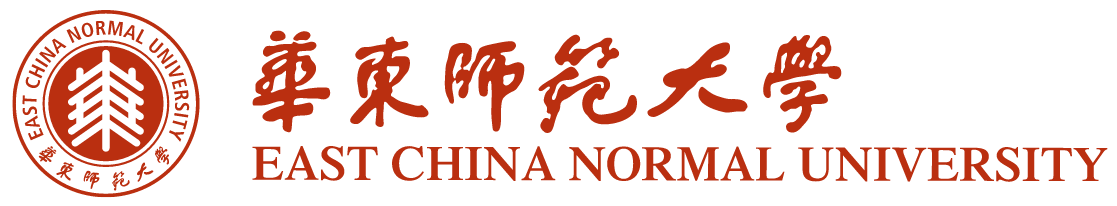 EAST CHINA NORMAL UNIVERSITY
華東師範大學
華東師範大學
EAST CHINA NORMAL UNIVERSITY